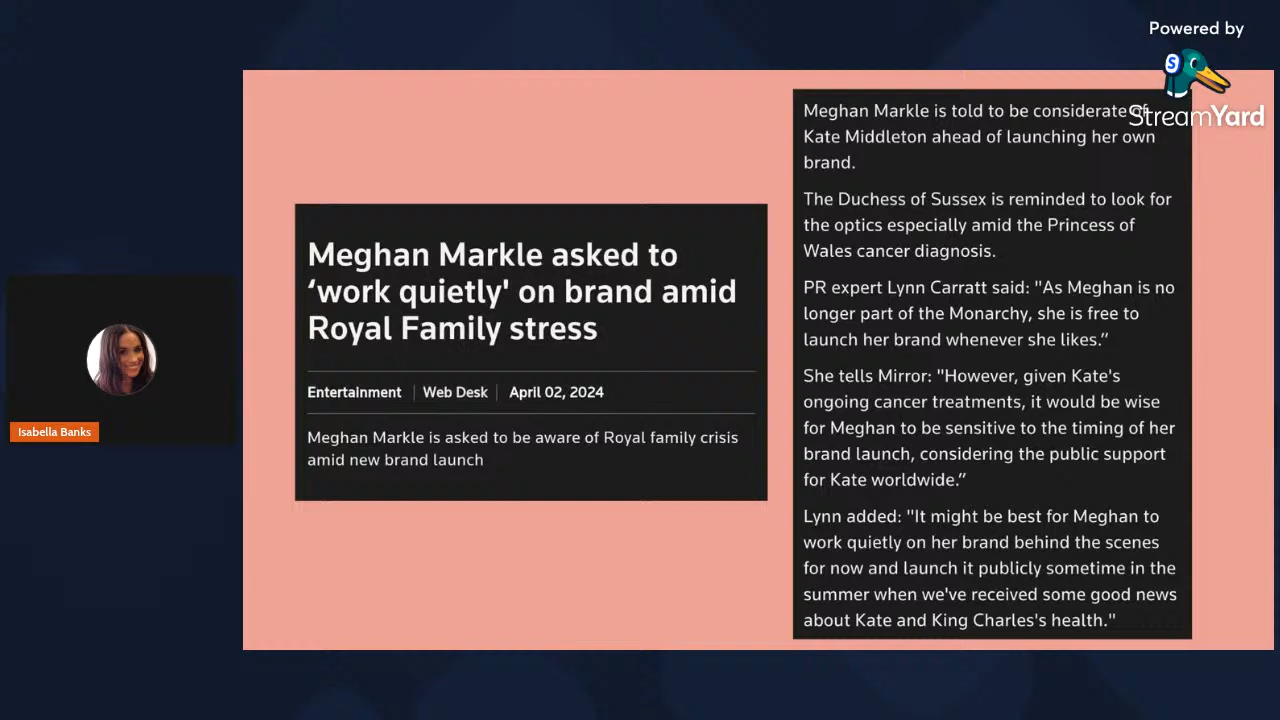 Powered by
StreamYard
Meghan Markle asked to
‘work quietly' on brand amid
Royal Family stress
Entertainment | Web Desk | April 02, 2024
Meghan Markle is asked to be aware of Royal family crisis
amid new brand launch
Isabella Banks
Meghan Markle is told to be considerate of
Kate Middleton ahead of launching her own
brand.
The Duchess of Sussex is reminded to look for
the optics especially amid the Princess of
Wales cancer diagnosis.
PR expert Lynn Carratt said: "As Meghan is no
longer part of the Monarchy, she is free to
launch her brand whenever she likes.”
She tells Mirror: "However, given Kate's
ongoing cancer treatments, it would be wise
for Meghan to be sensitive to the timing of her
brand launch, considering the public support
for Kate worldwide.”
Lynn added: "It might be best for Meghan to
work quietly on her brand behind the scenes
for now and launch it publicly sometime in the
summer when we've received some good news
about Kate and King Charles's health."